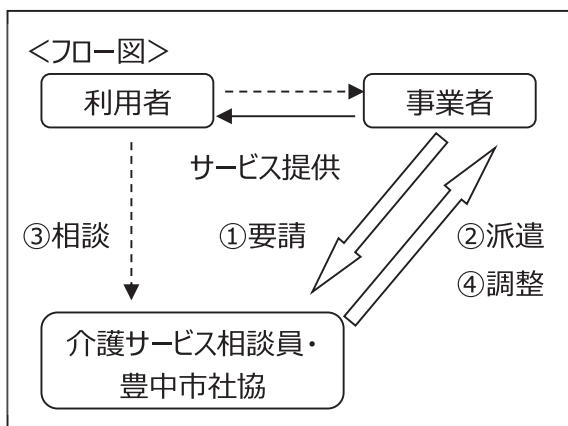 ＜フロー図＞
利用者
事業者
サービス提供
③相談
①要請
②派遣
④調整
介護サービス相談員・
豊中市社協